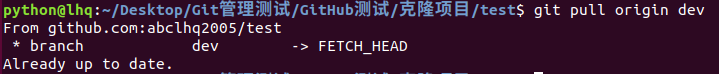 python@lhq:~/Desktop/Git管理测试/GitHub测试/克隆项目/test$ git pull origin dev
From github.com:abclhq2005/test
 * branch            dev        -> FETCH_HEAD
Already up to date.